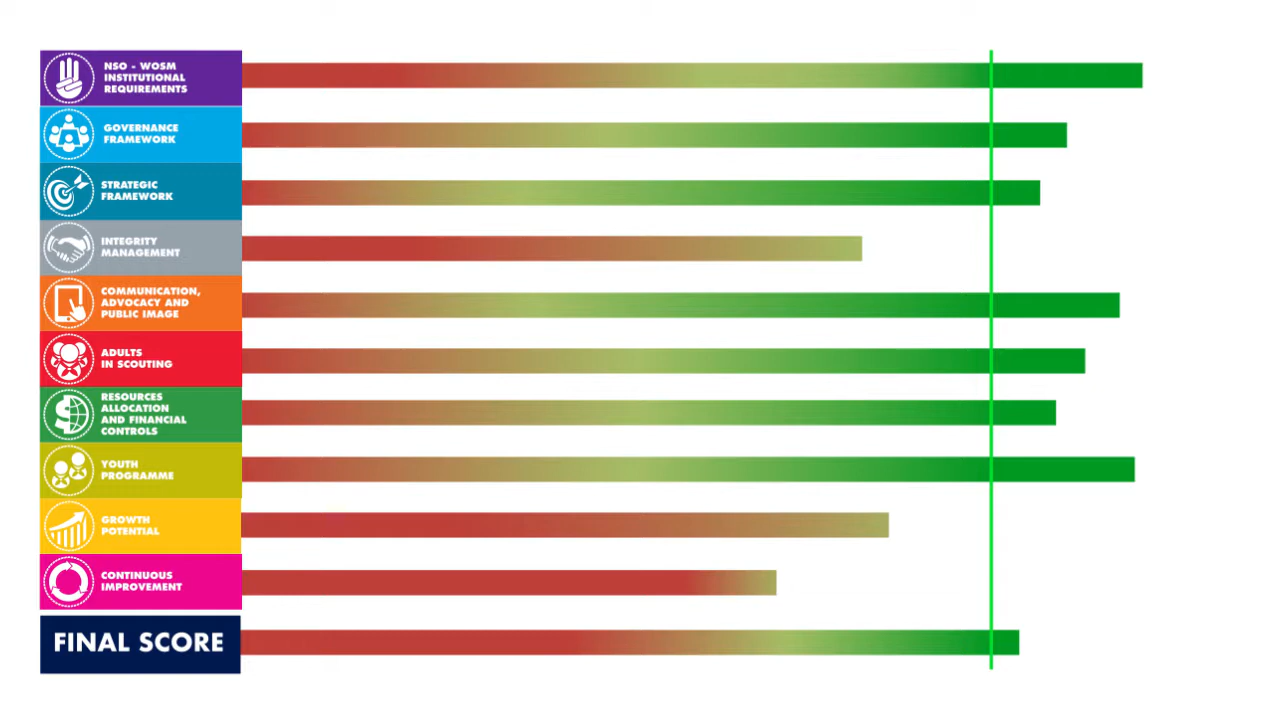 NSO - WOSM
INSTITUTIONAL
REQUIREMENTS
GOVERNANCE
FRAMEWORK
STRATEGIC
FRAMEWORK
INTEGRITY
MANAGEMENT
COMMUNICATION,
ADVOCACY AND
PUBLIC IMAGE
ADULTS
IN SCOUTING
RESOURCES
ALLOCATION
AND FINANCIAL
CONTROLS
YOUTH
PROGRAMME
GROWTH
POTENTIAL
CONTINUOUS
IMPROVEMENT
FINAL SCORE